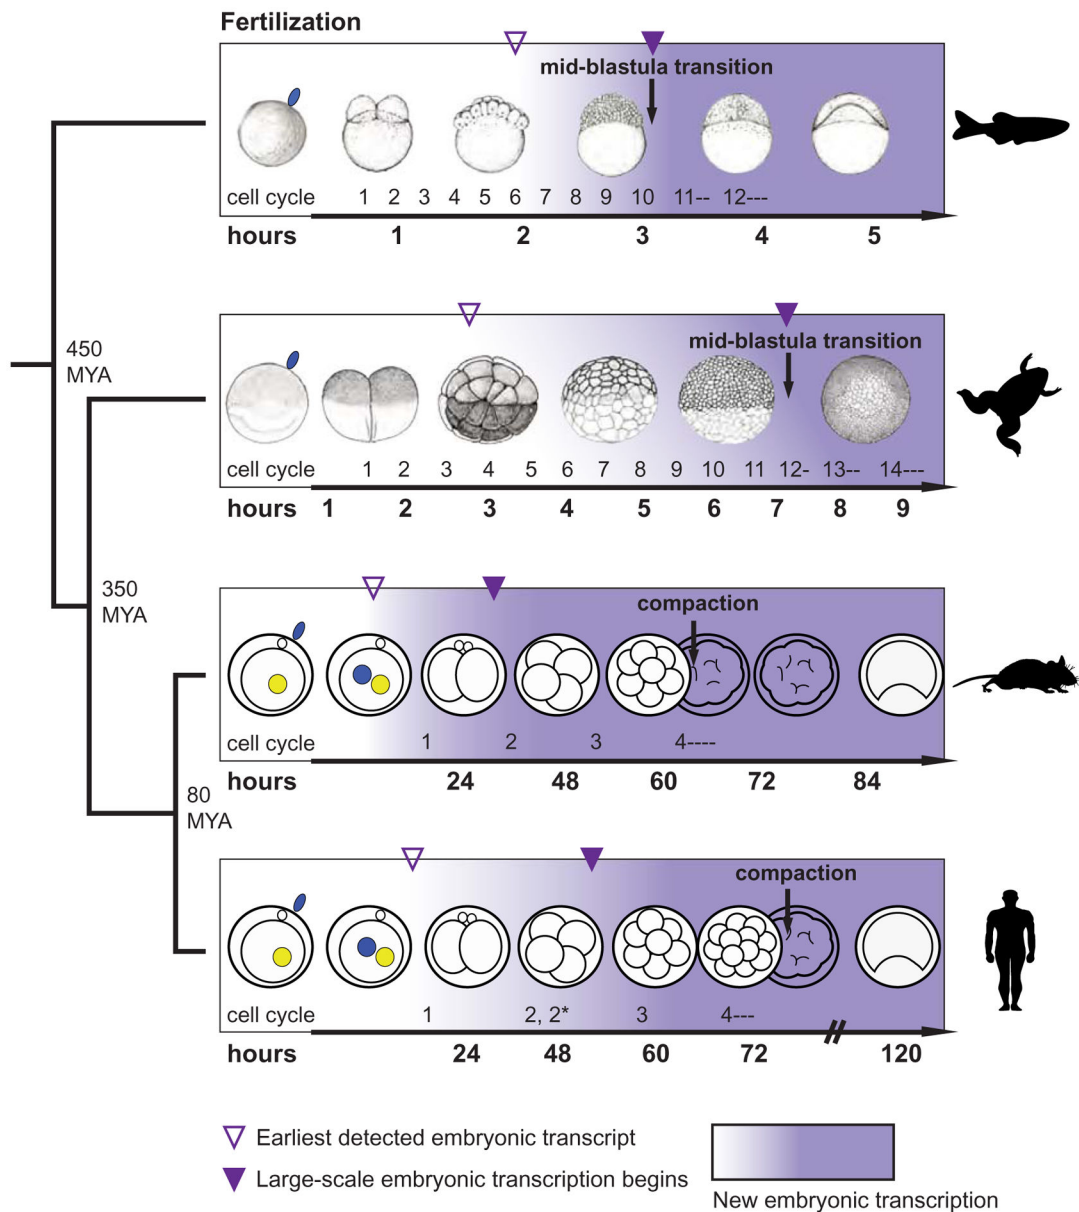 Fertilization
mid-blastula transition
cell cycle 1 2 3 4 5 6 7 8 9 10 11-- 12---
hours 1 2 3 4 5
450
MYA
mid-blastula transition
cell cycle 1 2 3 4 5 6 7 8 9 10 11 12- 13-- 14---
hours 1 2 3 4 5 6 7 8 9
350
MYA
compaction
cell cycle 1 2 3 4----
hours 24 48 60 72 84
80
MYA
compaction
cell cycle 1 2, 2* 3 4---
hours 24 48 60 72 120
Earliest detected embryonic transcript
Large-scale embryonic transcription begins
New embryonic transcription